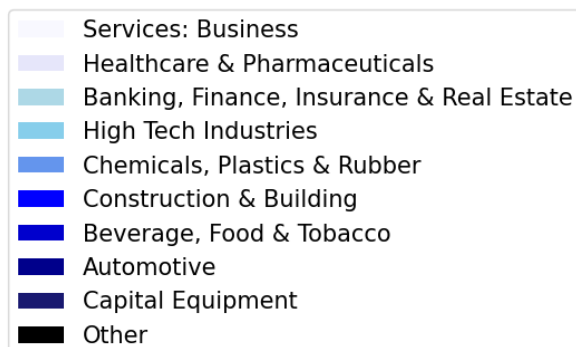 Services: Business
Healthcare & Pharmaceuticals
Banking, Finance, Insurance & Real Estate
High Tech Industries
Chemicals, Plastics & Rubber
Construction & Building
Beverage, Food & Tobacco
Automotive
Capital Equipment
Other